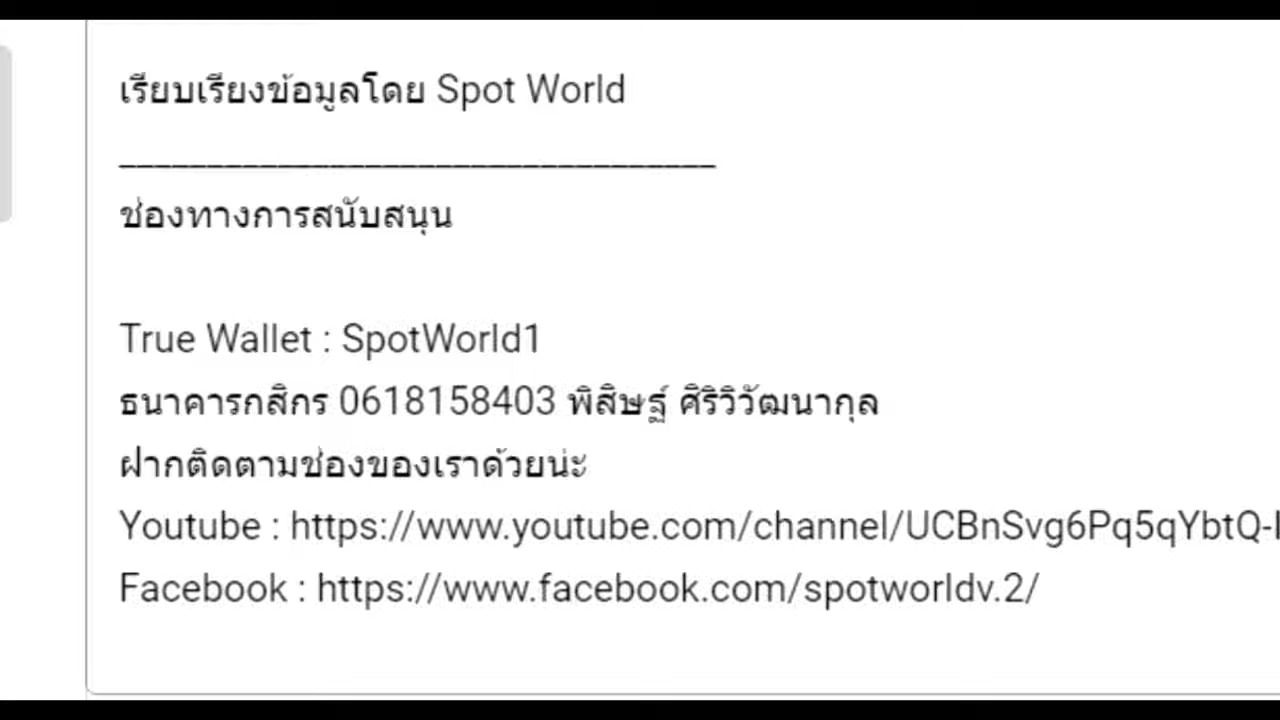 เรียบเรียงข้อมูลโดย Spot World
__________________________________
ช่องทางการสนับสนุน
True Wallet : SpotWorld1
ธนาคารกสิกร 0618158403 พิสิษฐ์ ศิริวิวัฒนากุล
ฝากติดตามช่องของเราด้วยน่ะ
Youtube : https://www.youtube.com/channel/UCBnSvg6Pq5qYbtQ-
Facebook : https://www.facebook.com/spotworldv.2/